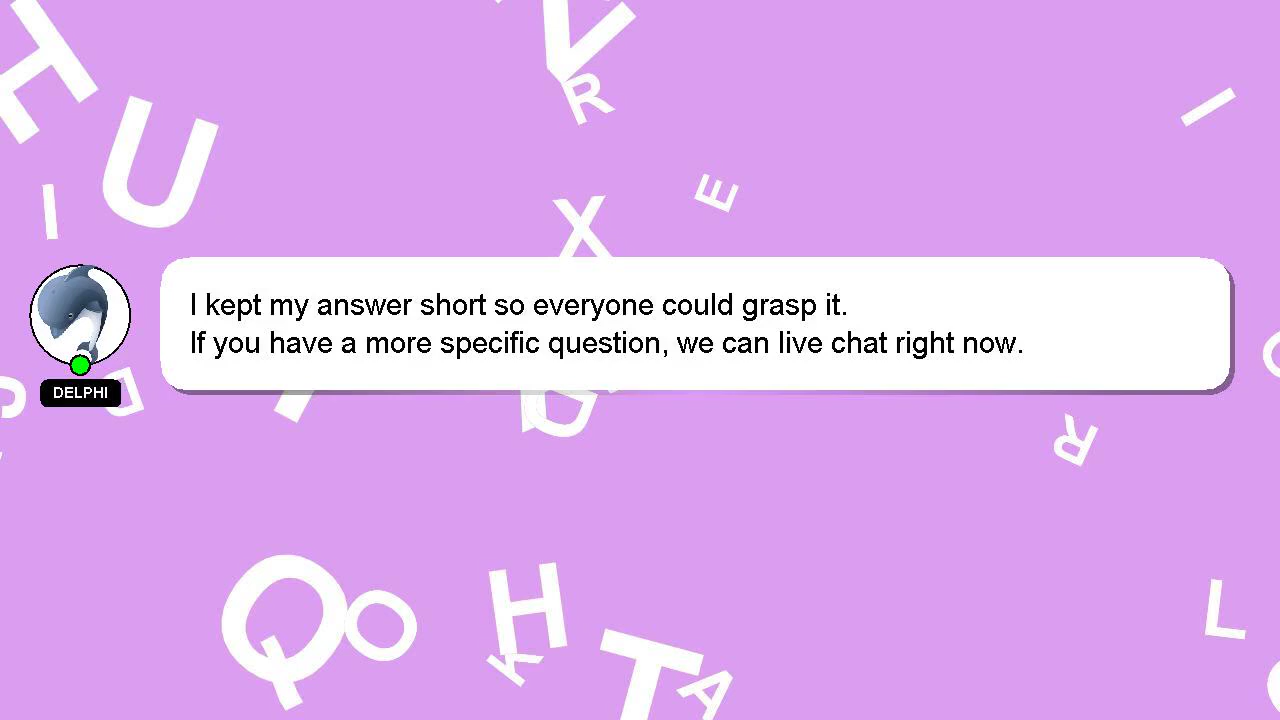 H
U
V
R
I
E
I
X
I kept my answer short so everyone could grasp it.
If you have a more specific question, we can live chat right now.
DELPHI
D
R
Q
O
H
K
T
A
L